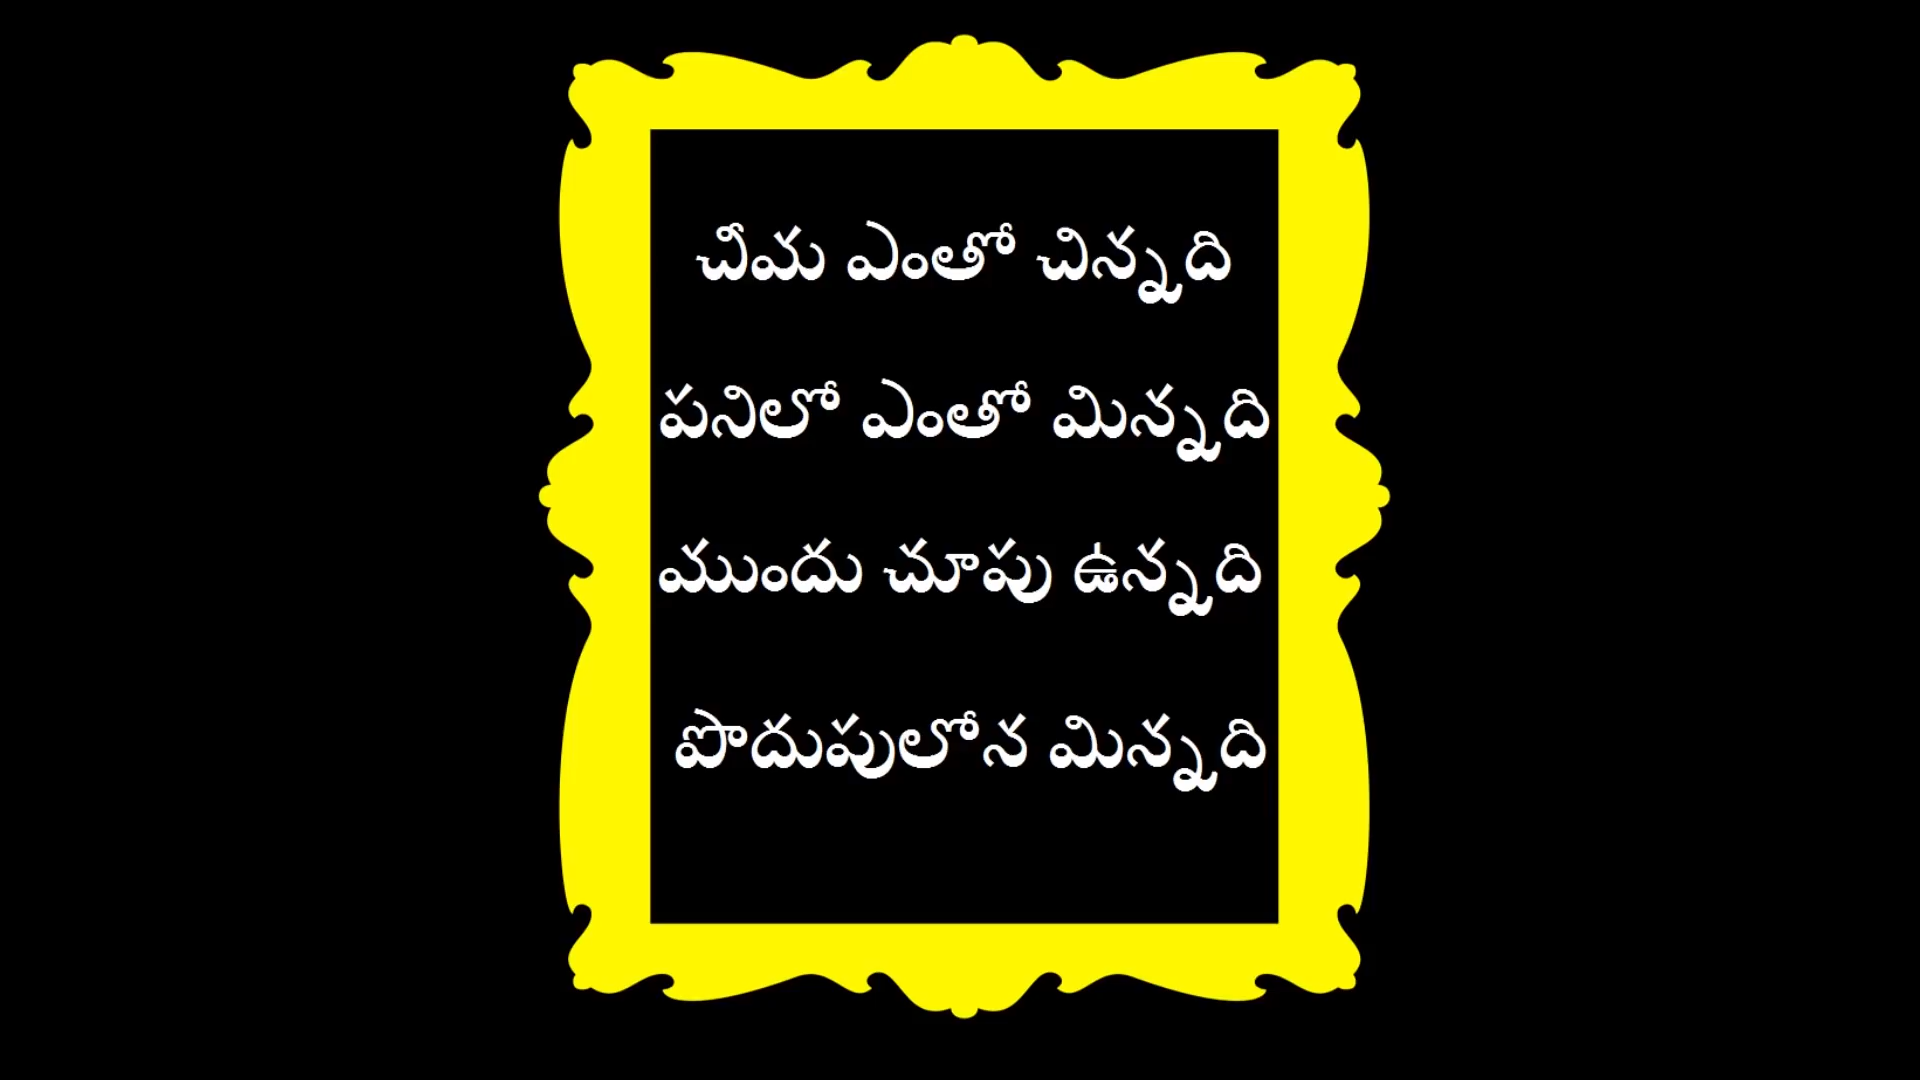 చీమ ఎంతో చిన్నది
పనిలో ఎంతో మిన్నది
ముందు చూపు ఉన్నది
పొదుపులోన మిన్నది